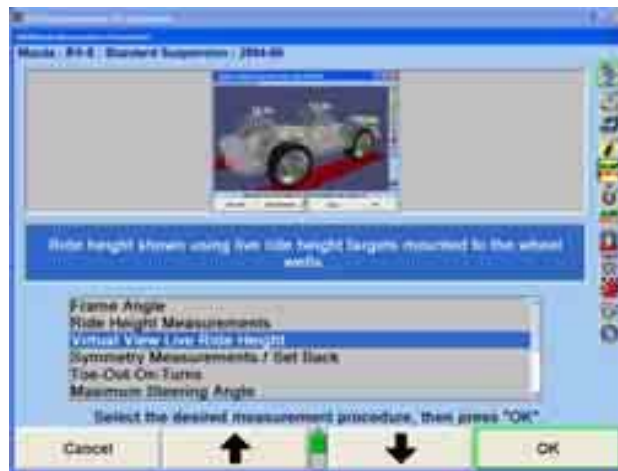 Mazda : RX-8 : Standard Suspension : 2004-08
Ride height shown using live ride height targets mounted to the wheel
wells.
Frame Angle
Ride Height Measurements
Virtual View Live Ride Height
Symmetry Measurements / Set Back
Toe-Out On Turns
Maximum Steering Angle
Select the desired measurement procedure, then press "OK"
Cancel
OK